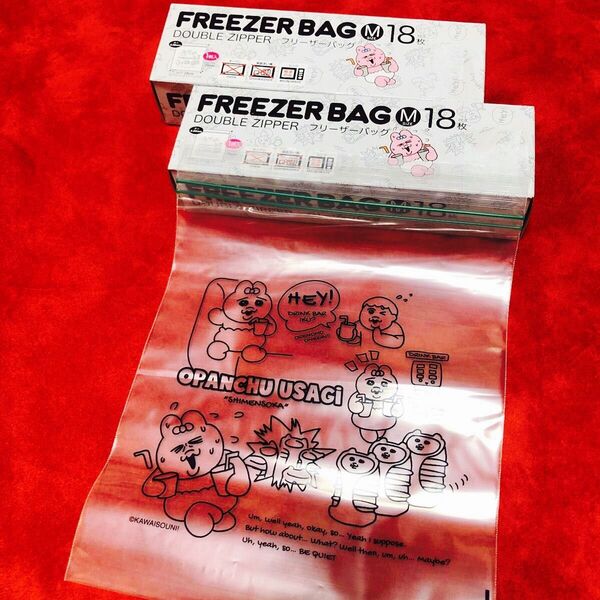 FREEZER BAG M 18枚
DOUBLE ZIPPER フリーザーバッグ
FREEZER BAG M 18枚
DOUBLE ZIPPER フリーザーバッグ
FREEZER BAG M 18
HEY!
DRINK BAR
IKU?
DRINK BAR
OPANCHU USAGi
"SHIMENSOKA"
©KAWAISOUNI!
Um, well yeah, okay, so... Yeah I suppose.
But how about... What? Well then, um, uh... Maybe?
Uh, yeah, so... BE QUIET